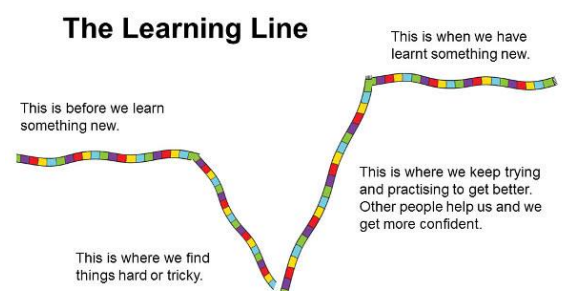 The Learning Line
This is when we have
learnt something new.
This is before we learn
something new.
This is where we keep trying
and practising to get better.
Other people help us and we
get more confident.
This is where we find
things hard or tricky.